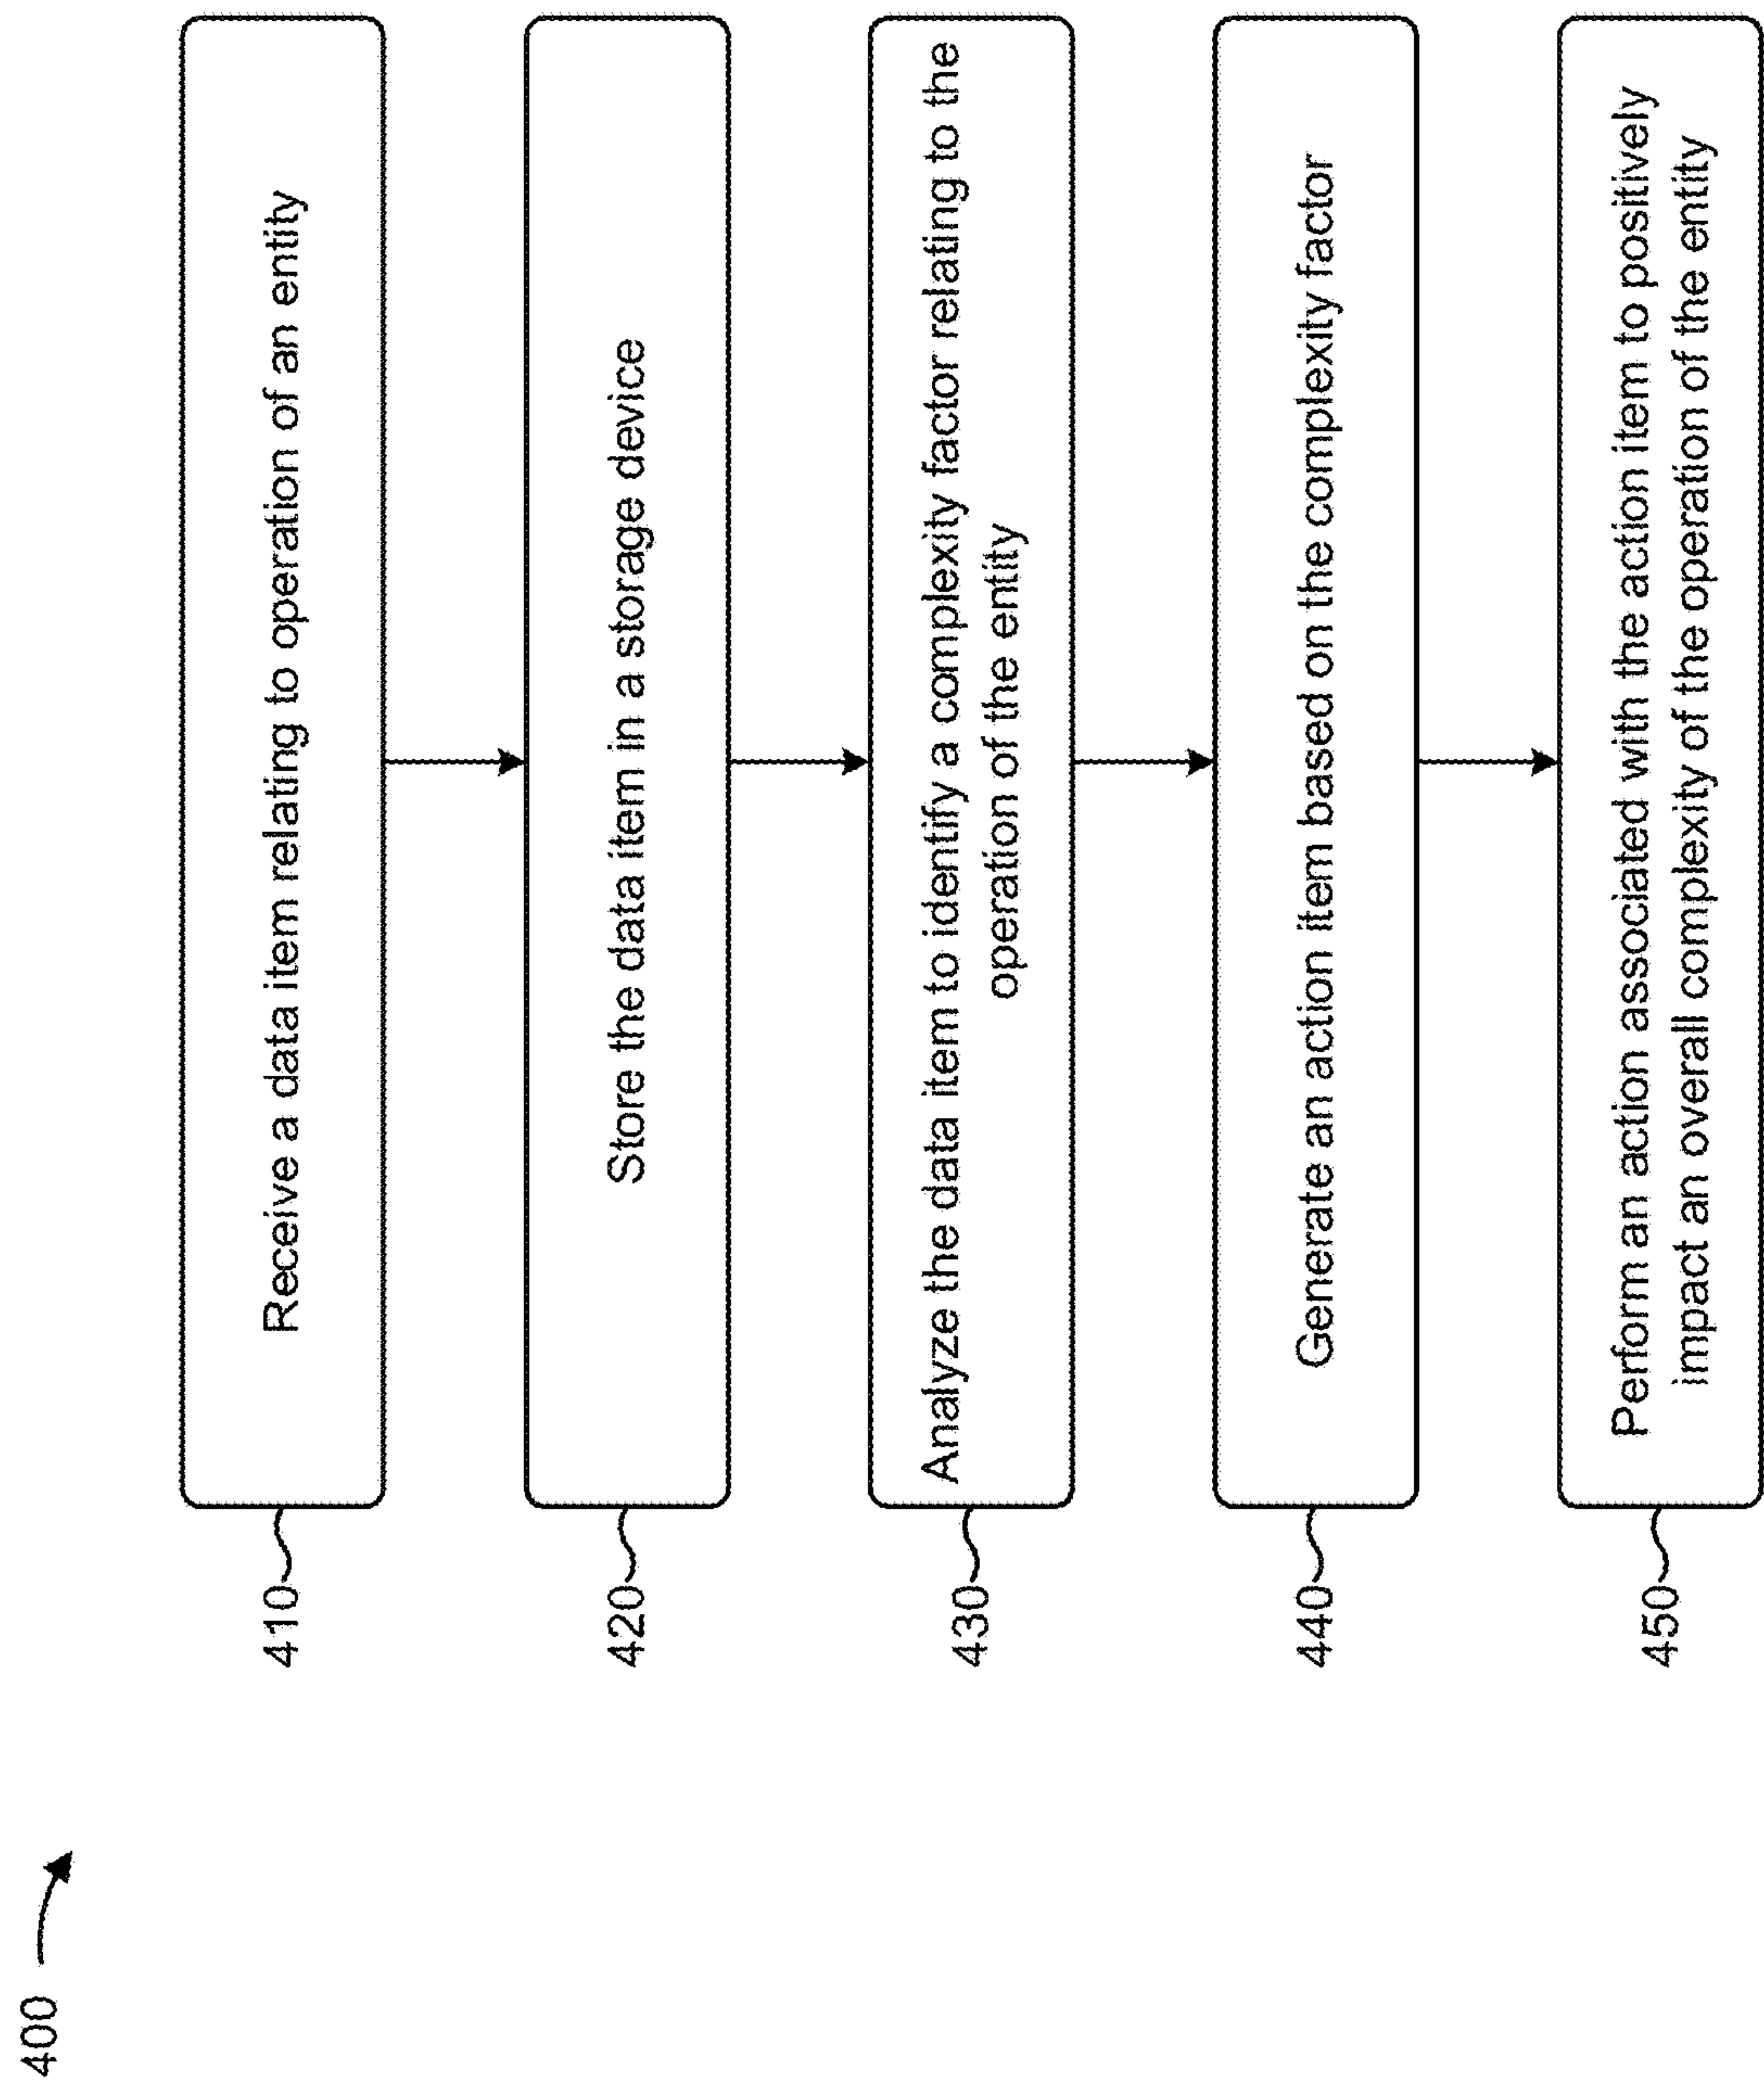 400
410
Receive a data item relating to operation of an entity
420
Store the data item in a storage device
430
Analyze the data item to identify a complexity factor relating to the
operation of the entity
440
Generate an action item based on the complexity factor
450
Perform an action associated with the action item to positively
impact an overall complexity of the operation of the entity